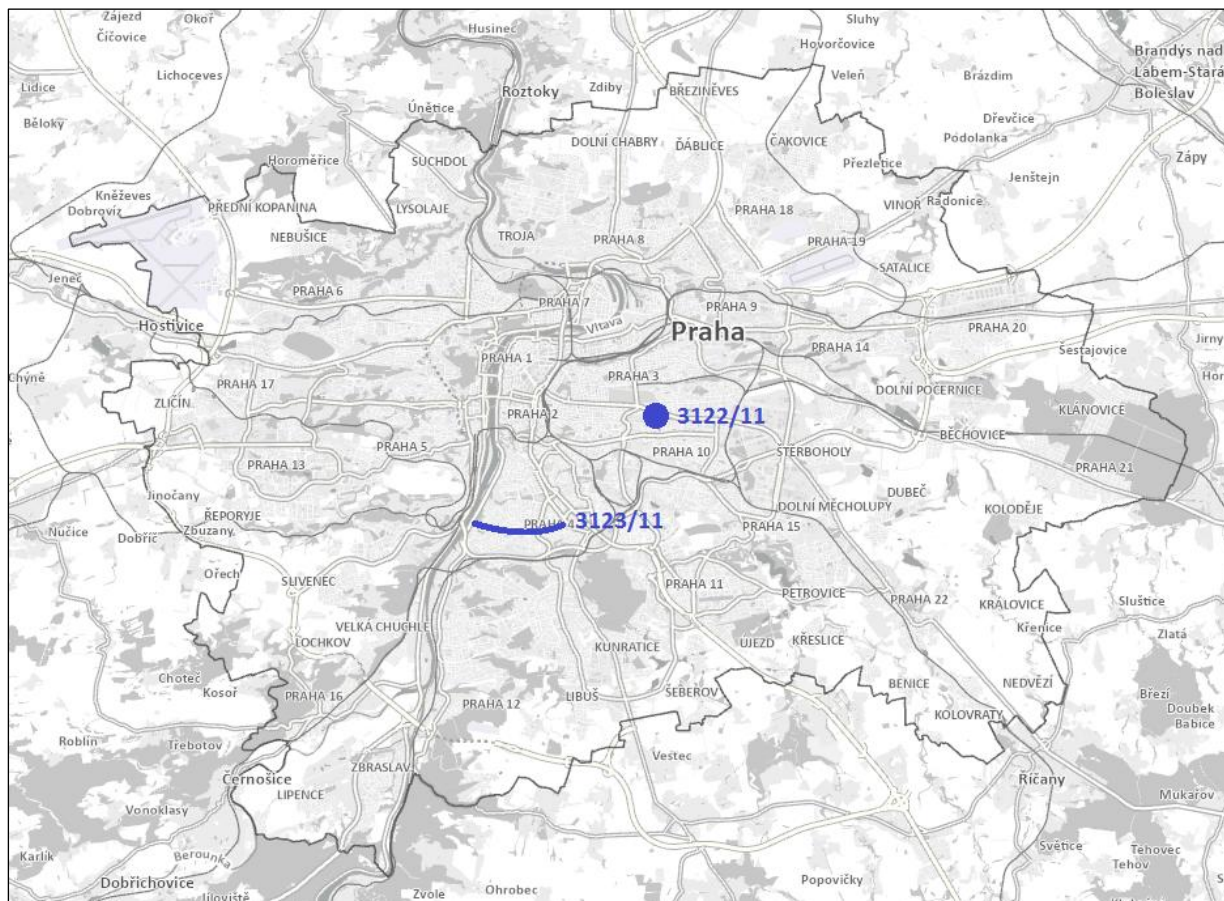 Zájezd
Okoř
Číčovice
Husinec
Sluhy
Hovorčovice
Brandýs nad
Labem-Stará
Boleslav
Lichoceves
Lidice
Zdiby
BŘEZINĚVES
Veleň
Brázdim
Roztoky
Únětice
Běloky
Dřevčice
Podolanka
Zápy
DOLNÍ CHABRY
ĎÁBLICE
ČAKOVICE
Přezletice
Horoměřice
SUCHDOL
Jenštejn
Kněževes
Dobrovíz
PŘEDNÍ KOPANINA
LYSOLAJE
VINOŘ
Radonice
PRAHA 18
NEBUŠICE
TROJA
PRAHA 8
PRAHA 19
SATALICE
Jeneč
PRAHA 6
PRAHA 7
PRAHA 9
Hostivice
Vltava
Praha
PRAHA 20
Jirny
PRAHA 14
Šestajovice
PRAHA 1
Chýně
PRAHA 17
PRAHA 3
DOLNÍ POČERNICE
ZLIČÍN
PRAHA 2
3122/11
KLÁNOVICE
BĚCHOVICE
PRAHA 5
PRAHA 10
ŠTĚRBOHOLY
PRAHA 13
PRAHA 21
Jinočany
DUBEČ
DOLNÍ MĚCHOLUPY
KOLODĚJE
ŘEPORYJE
Zbuzany
Nučice
Dobříč
PRAHA 4
3123/11
PRAHA 15
Ořech
SLIVENEC
PRAHA 11
PETROVICE
PRAHA 22
KRÁLOVICE
Sluštice
Křenice
Zlatá
VELKÁ CHUCHLE
LOCHKOV
KUNRATICE
UJEZD
KŘESLICE
Choteč
Kosoř
PRAHA 16
LIBUŠ
ŠEBEROV
BENICE
NEDVĚZÍ
Březí
Doubek
Babice
PRAHA 12
KOLOVRATY
Roblín
Třebotov
Vestec
ZBRASLAV
Černošice
LIPENCE
Říčany
Mukařov
Vonoklasy
Světice
Tehovec
Tehov
Karlík
Berounka
Dobřichovice
Jíloviště
Zvole
Ohrobec
Popovičky